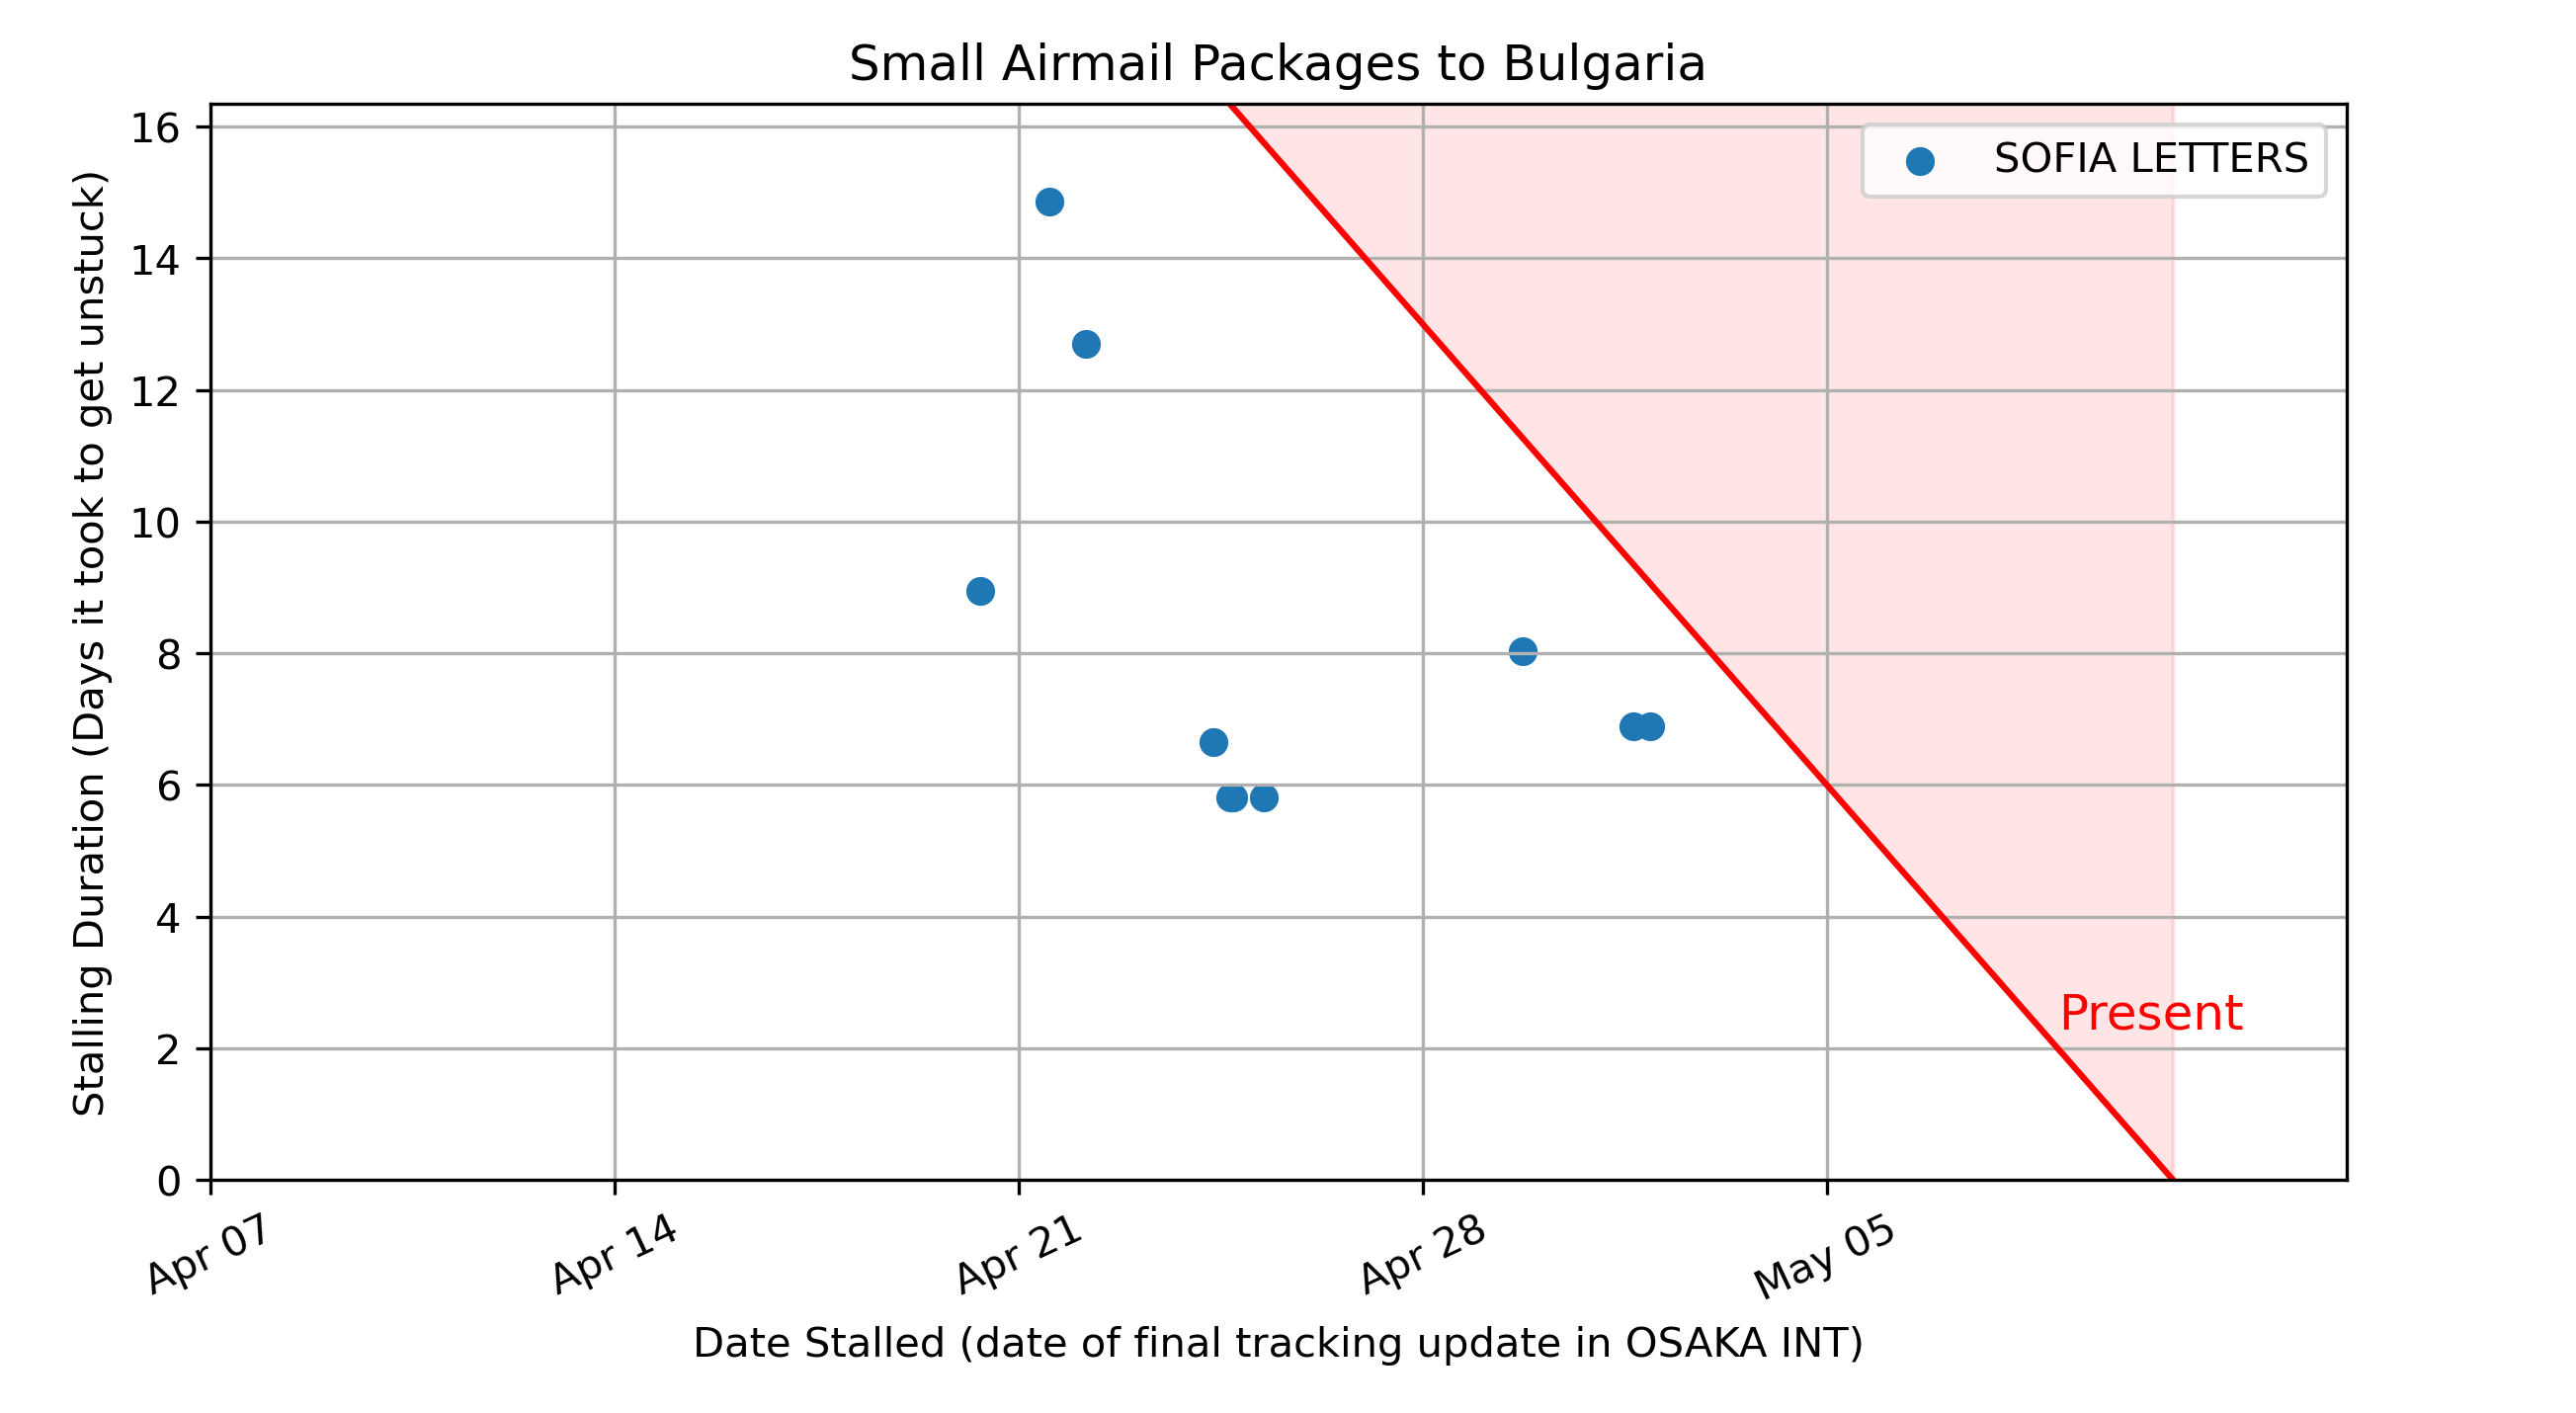 Small Airmail Packages to Bulgaria
SOFIA LETTERS
Stalling Duration (Days it took to get unstuck)
16
14
12
10
8
6
4
2
0
Present
Apr 07
Apr 14
Apr 21
Apr 28
May 05
Date Stalled (date of final tracking update in OSAKA INT)